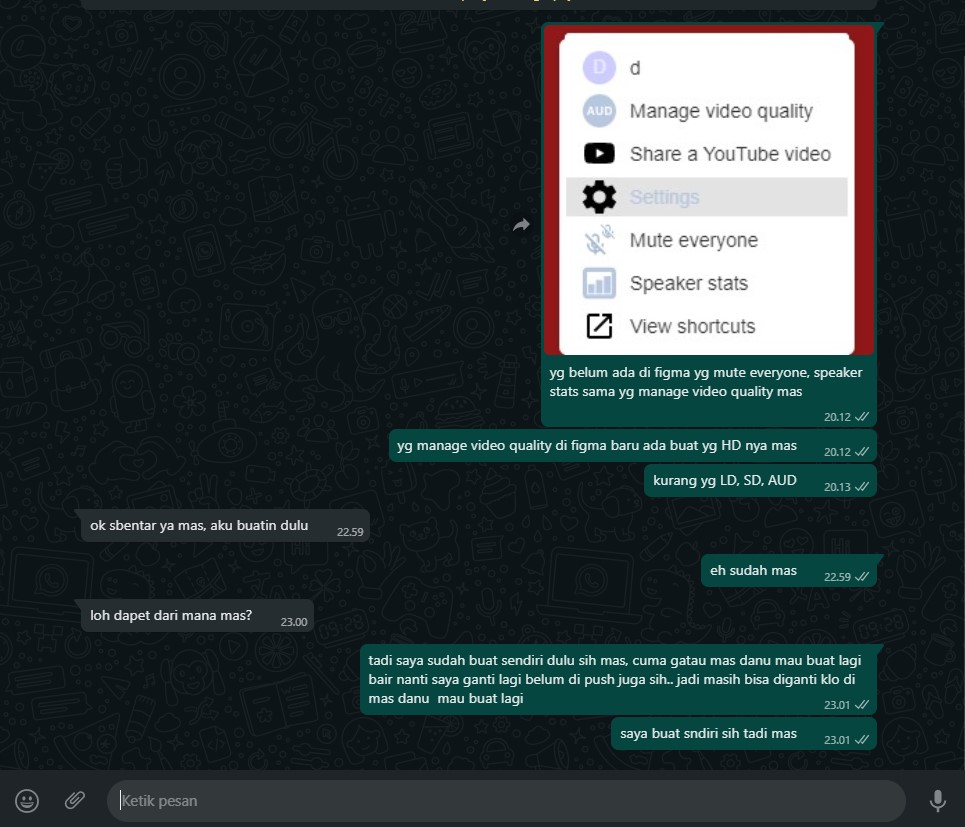 D d
AUD Manage video quality
Share a YouTube video
Settings
Mute everyone
Speaker stats
View shortcuts
yg belum ada di figma yg mute everyone, speaker
stats sama yg manage video quality mas
20.12
yg manage video quality di figma baru ada buat yg HD nya mas 20.12
kurang yg LD, SD, AUD 20.13
ok sbentar ya mas, aku buatin dulu 22.59
eh sudah mas 22.59
loh dapet dari mana mas? 23.00
tadi saya sudah buat sendiri dulu sih mas, cuma gatau mas danu mau buat lagi
bair nanti saya ganti lagi belum di push juga sih.. jadi masih bisa diganti klo di
mas danu mau buat lagi 23.01
saya buat sndiri sih tadi mas 23.01
Ketik pesan